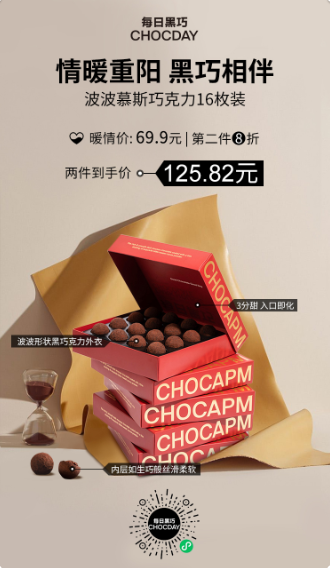 每日黑巧
CHOCDAY
情暖重阳 黑巧相伴
波波慕斯巧克力16枚装
暖情价: 69.9元 | 第二件8折
两件到手价 125.82元
CHOCAPM
3分甜 入口即化
波波形状黑巧克力外衣
CHOCAPM
CHOCAPM
CHOCAPM
CHOCAPM
内层如生巧般丝滑柔软
每日黑巧
CHOCDAY